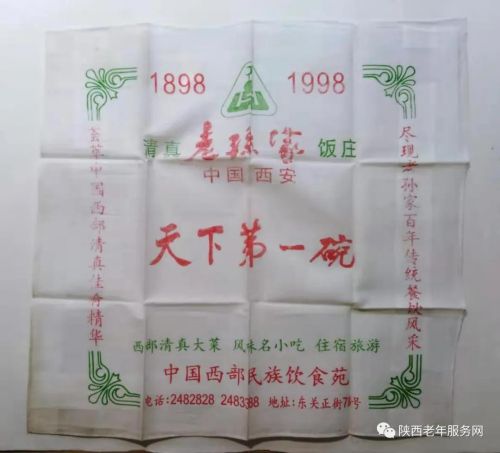 1898 1998
清真 老孙家 饭庄
中国西安
荟萃中国西部清真佳肴精华
尽现老孙家百年传统餐饮风采
天下第一碗
西部清真大菜 风味名小吃 住宿旅游
中国西部民族饮食苑
电话:2482828 地址:东关正街78号
陕西老年服务网